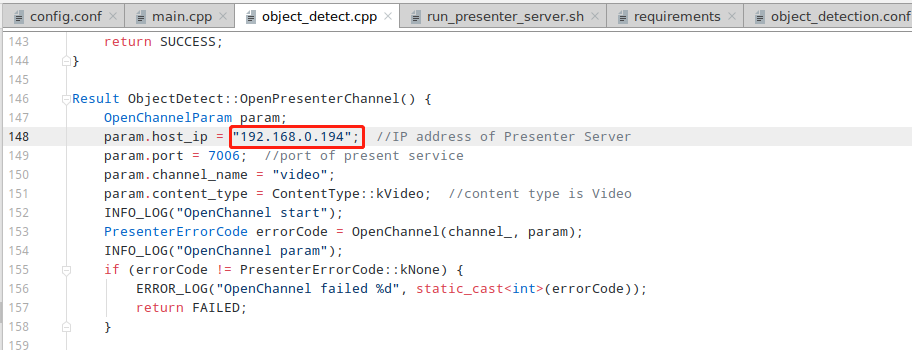 config.conf main.cpp object_detect.cpp run_presenter_server.sh requirements object_detection.conf
143 return SUCCESS;
144 }
145
146 Result ObjectDetect::OpenPresenterChannel() {
147 OpenChannelParam param;
148 param.host_ip = "192.168.0.194"; //IP address of Presenter Server
149 param.port = 7006; //port of present service
150 param.channel_name = "video";
151 param.content_type = ContentType::kVideo; //content type is Video
152 INFO_LOG("OpenChannel start");
153 PresenterErrorCode errorCode = OpenChannel(channel_, param);
154 INFO_LOG("OpenChannel param");
155 if (errorCode != PresenterErrorCode::kNone) {
156 ERROR_LOG("OpenChannel failed %d", static_cast<int>(errorCode));
157 return FAILED;
158 }
159